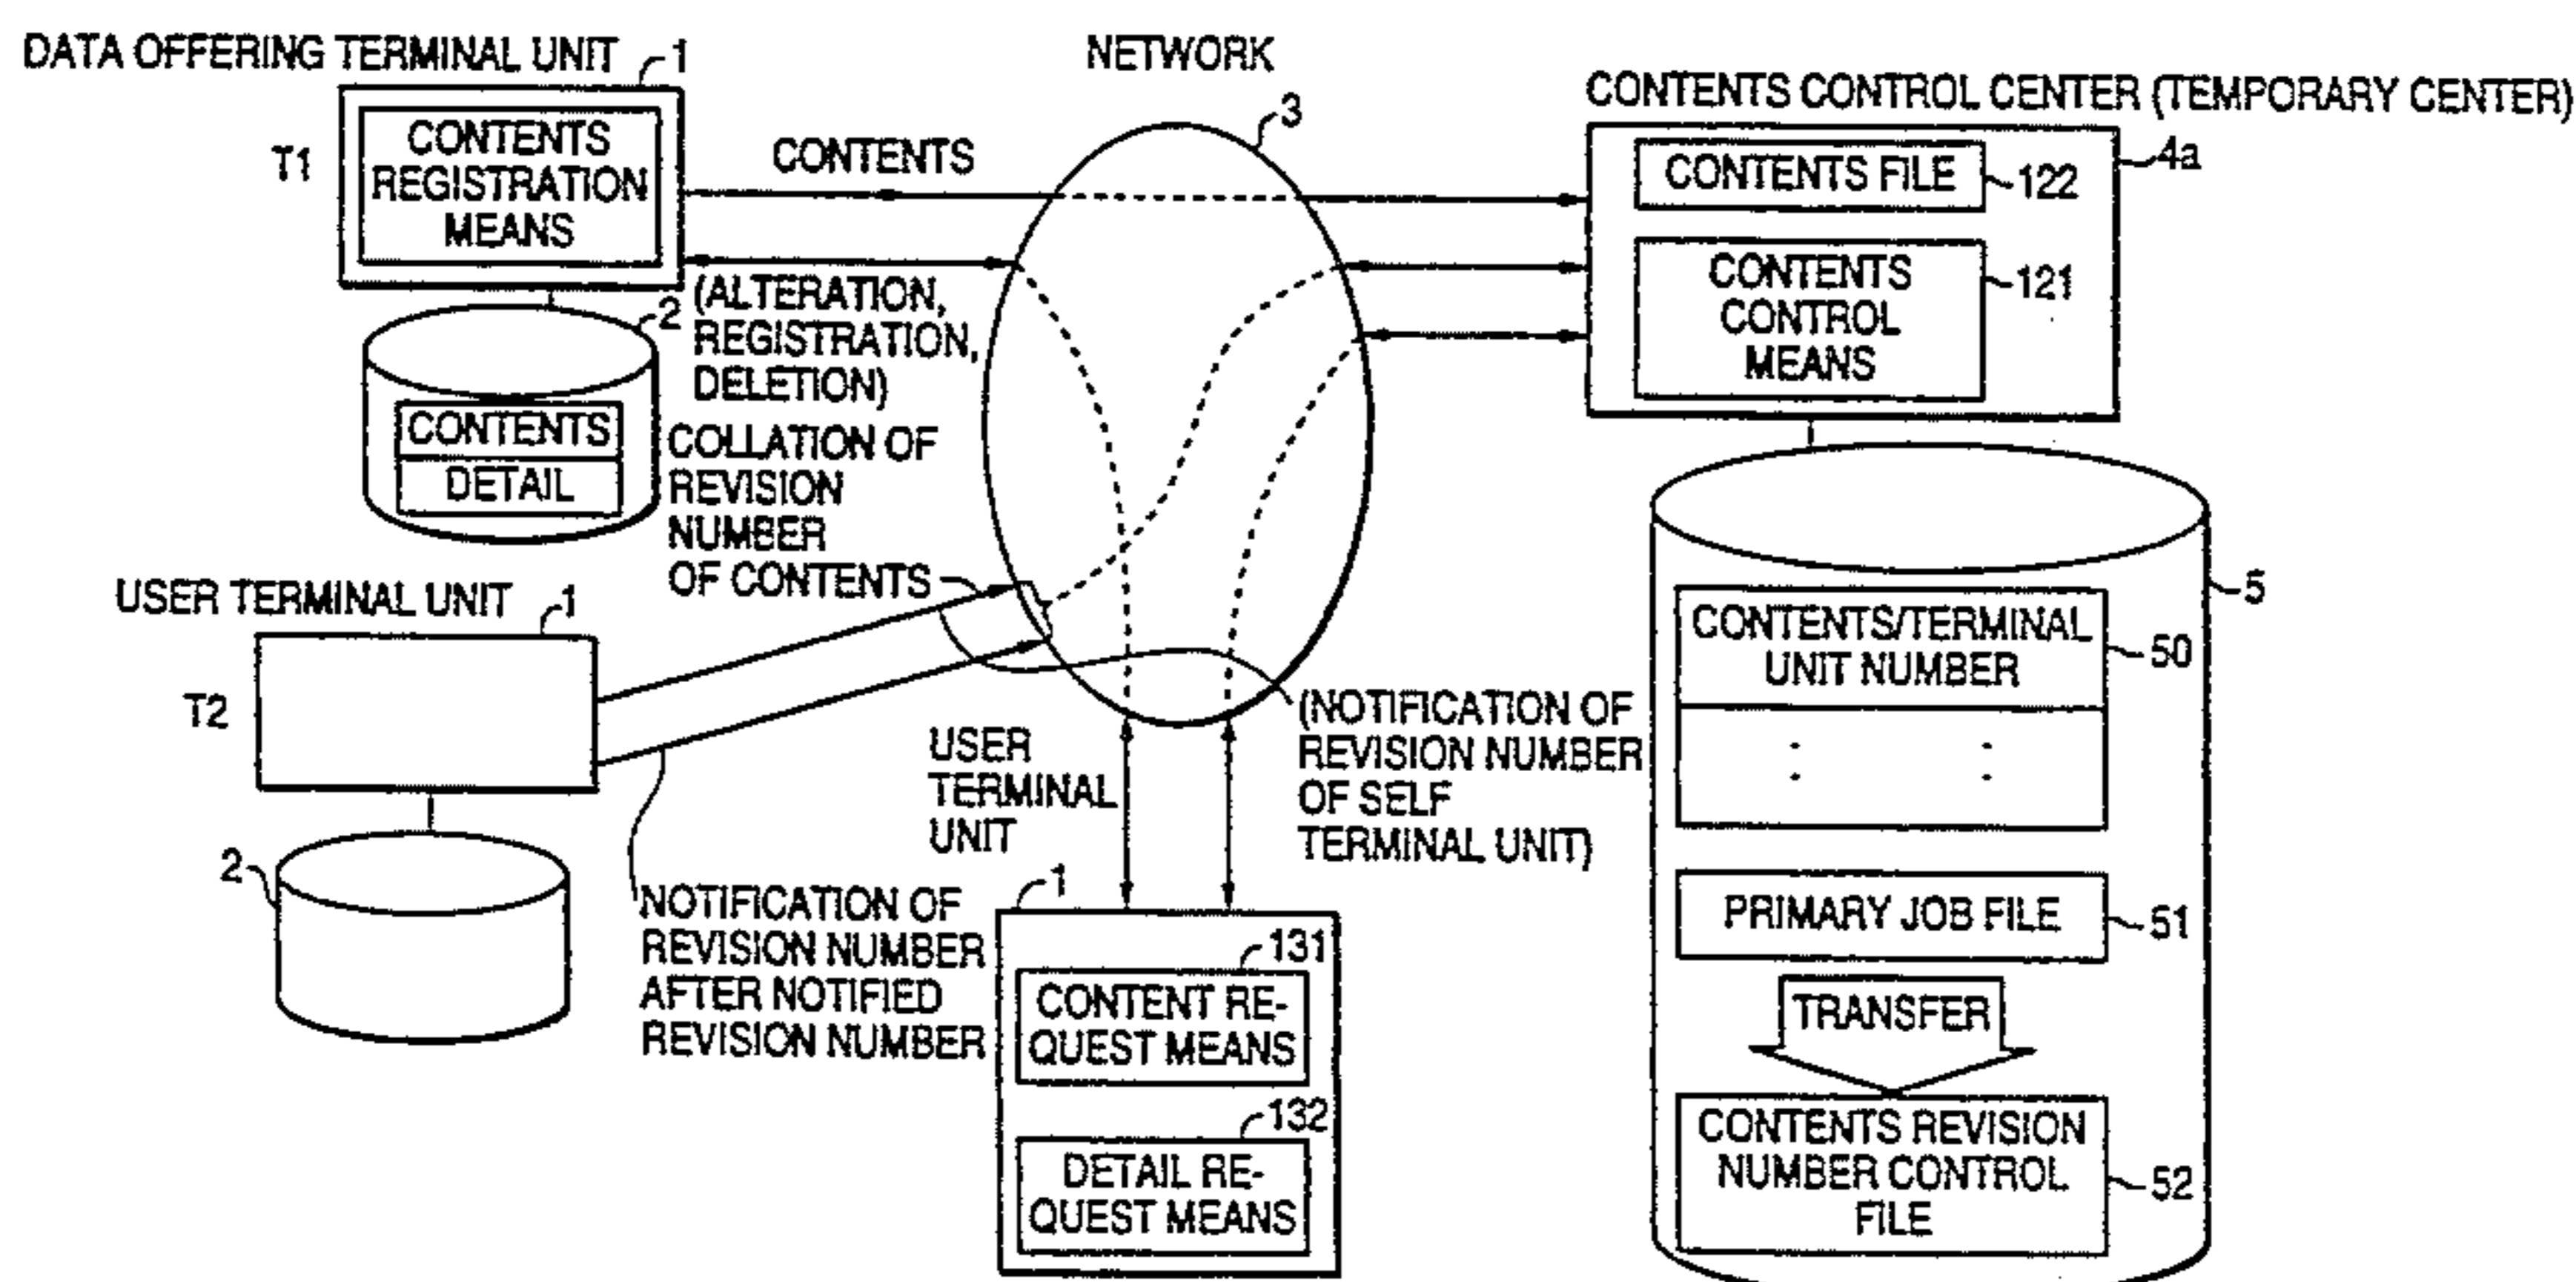 DATA OFFERING TERMINAL UNIT
1
T1
CONTENTS
REGISTRATION
MEANS
2
CONTENTS
DETAIL
CONTENTS
(ALTERATION,
REGISTRATION,
DELETION)
COLLATION OF
REVISION
NUMBER
OF CONTENTS
NETWORK
3
CONTENTS CONTROL CENTER (TEMPORARY CENTER)
4a
CONTENTS FILE
122
CONTENTS
CONTROL
MEANS
121
5
CONTENTS/TERMINAL
UNIT NUMBER
50
PRIMARY JOB FILE
51
TRANSFER
CONTENTS REVISION
NUMBER CONTROL
FILE
52
USER TERMINAL UNIT
1
T2
2
NOTIFICATION OF
REVISION NUMBER
AFTER NOTIFIED
REVISION NUMBER
USER
TERMINAL
UNIT
(NOTIFICATION OF
REVISION NUMBER
OF SELF
TERMINAL UNIT)
1
131
CONTENT RE-
QUEST MEANS
132
DETAIL RE-
QUEST MEANS